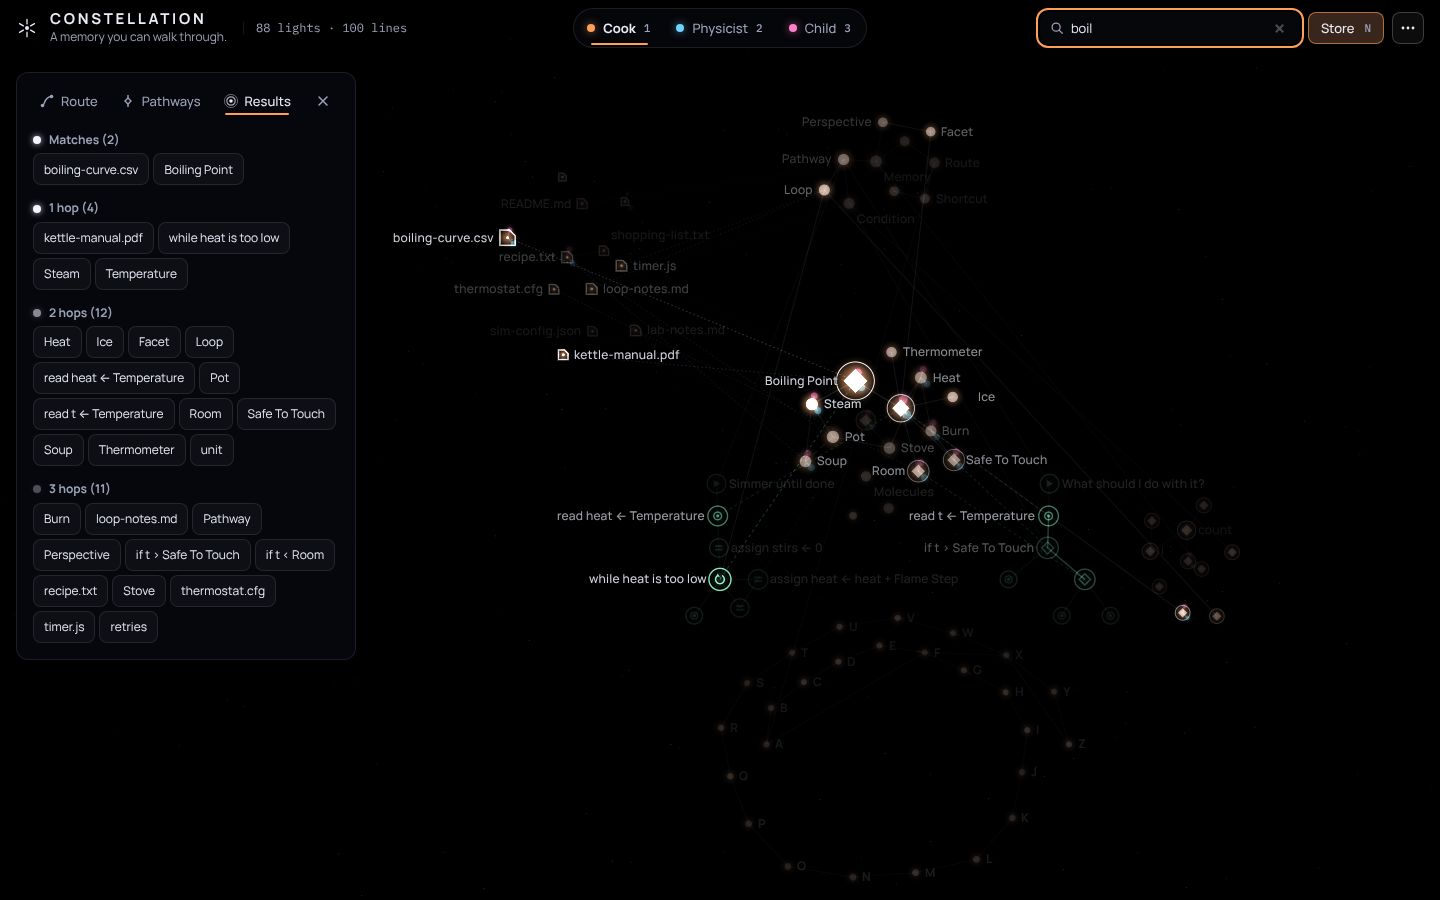 CONSTELLATION
A memory you can walk through.
88 lights · 100 lines
Cook 1
Physicist 2
Child 3
boil
Store N
Route
Pathways
Results
Matches (2)
boiling-curve.csv
Boiling Point
1 hop (4)
kettle-manual.pdf
while heat is too low
Steam
Temperature
2 hops (12)
Heat
Ice
Facet
Loop
read heat ← Temperature
Pot
read t ← Temperature
Room
Safe To Touch
Soup
Thermometer
unit
3 hops (11)
Burn
loop-notes.md
Pathway
Perspective
if t > Safe To Touch
if t < Room
recipe.txt
Stove
thermostat.cfg
timer.js
retries
Perspective
Facet
Pathway
Route
Memory
Loop
Shortcut
Condition
README.md
boiling-curve.csv
shopping-list.txt
recipe.txt
timer.js
thermostat.cfg
loop-notes.md
sim-config.json
lab-notes.md
kettle-manual.pdf
Thermometer
Boiling Point
Heat
Ice
Steam
Burn
Pot
Stove
Soup
Room
Safe To Touch
Molecules
Simmer until done
What should I do with it?
read heat ← Temperature
read t ← Temperature
count
assign stirs ← 0
if t > Safe To Touch
while heat is too low
assign heat ← heat + Flame Step
U
V
W
T
E
F
X
D
G
S
C
H
Y
B
R
I
A
Z
Q
J
P
K
O
N
M
L